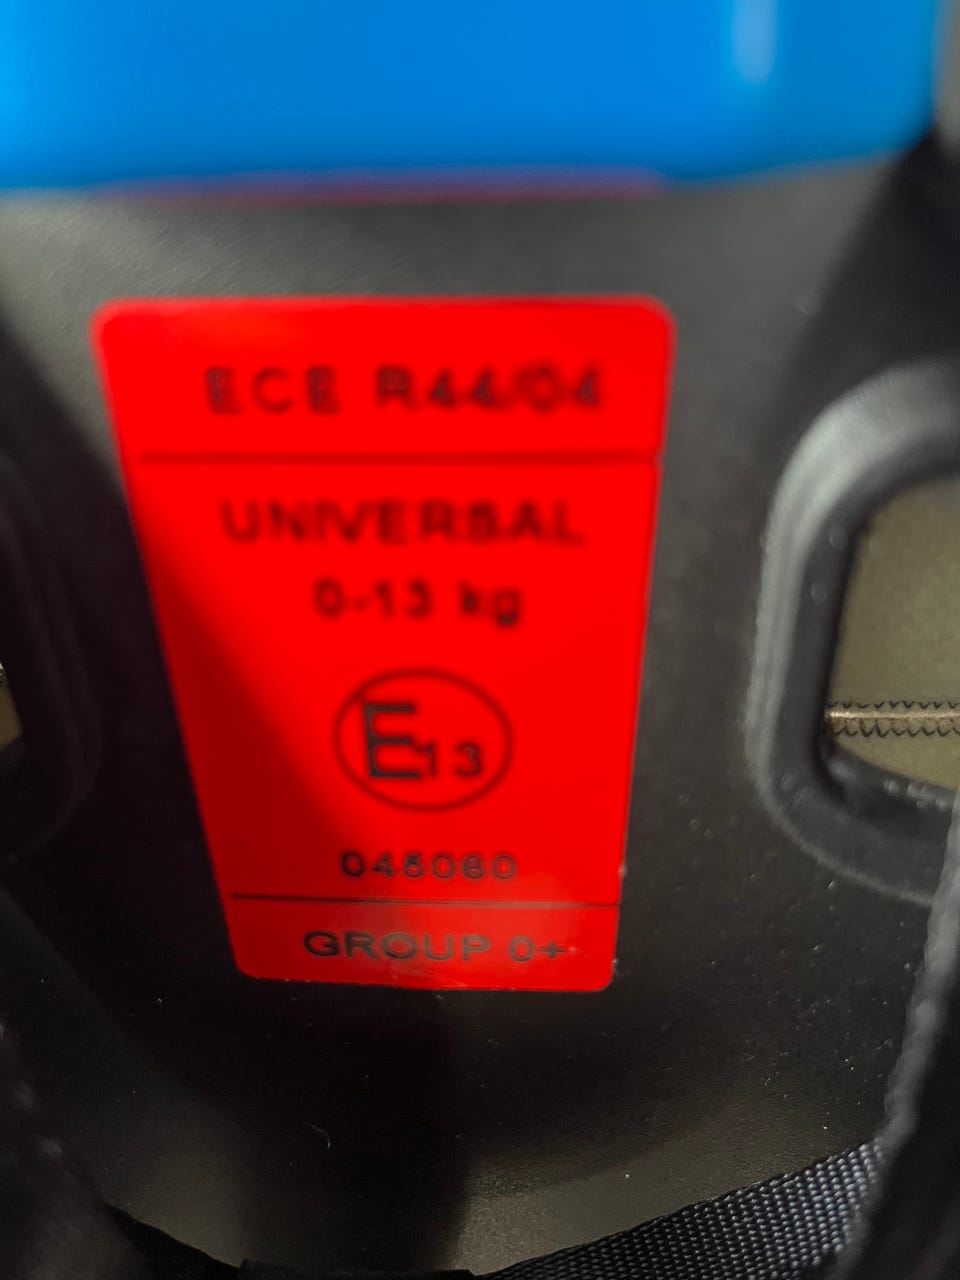 ECE R44/04
UNIVERSAL
0-13 kg
E13
045060
GROUP 0+